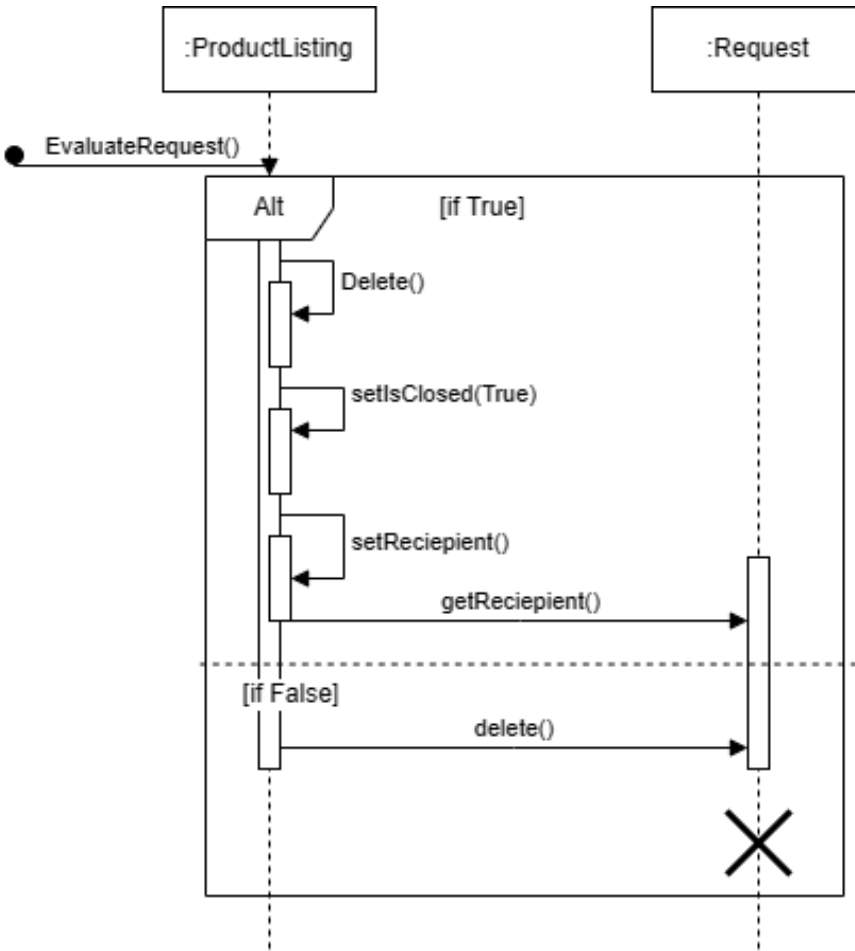 :ProductListing
:Request
EvaluateRequest()
Alt
[if True]
Delete()
setIsClosed(True)
setReciepient()
getReciepient()
[if False]
delete()